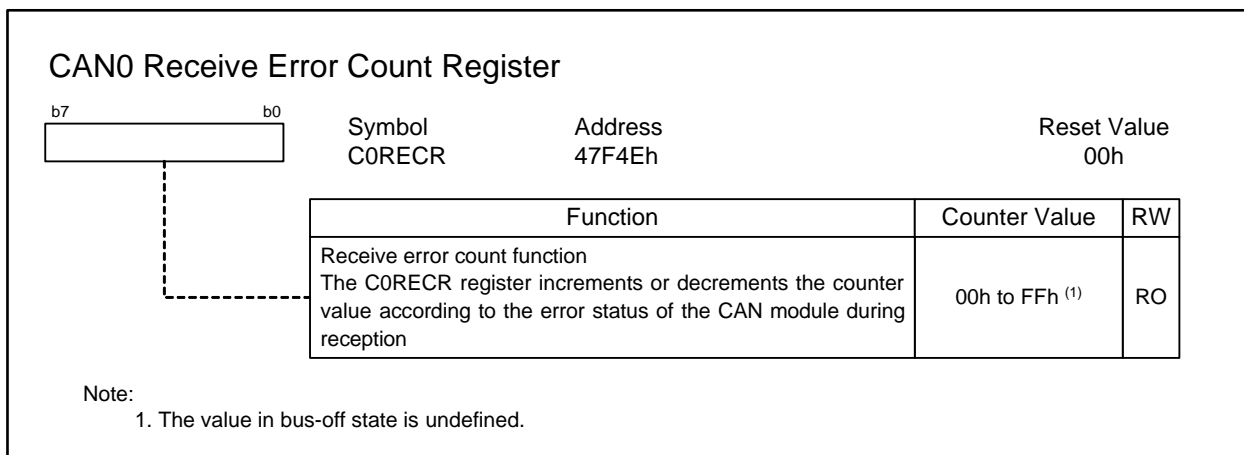 CAN0 Receive Error Count Register
b7 b0
Symbol Address Reset Value
C0RECR 47F4Eh 00h
Function Counter Value RW
Receive error count function
The C0RECR register increments or decrements the counter
value according to the error status of the CAN module during
reception
00h to FFh (1) RO
Note:
1. The value in bus-off state is undefined.